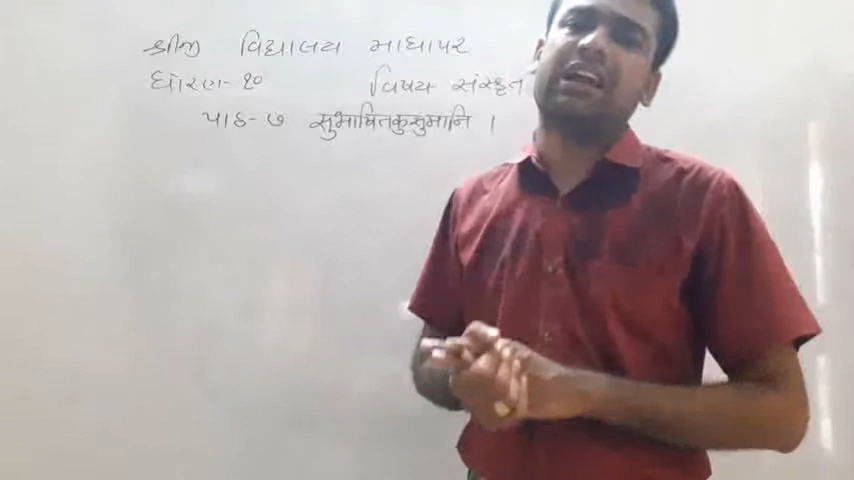 શ્રીજી વિદ્યાલય માધાપર
ધોરણ-૧૦ વિષય- સંસ્કૃત
પાઠ- ૭ सुभाषितकुसुमानि ।